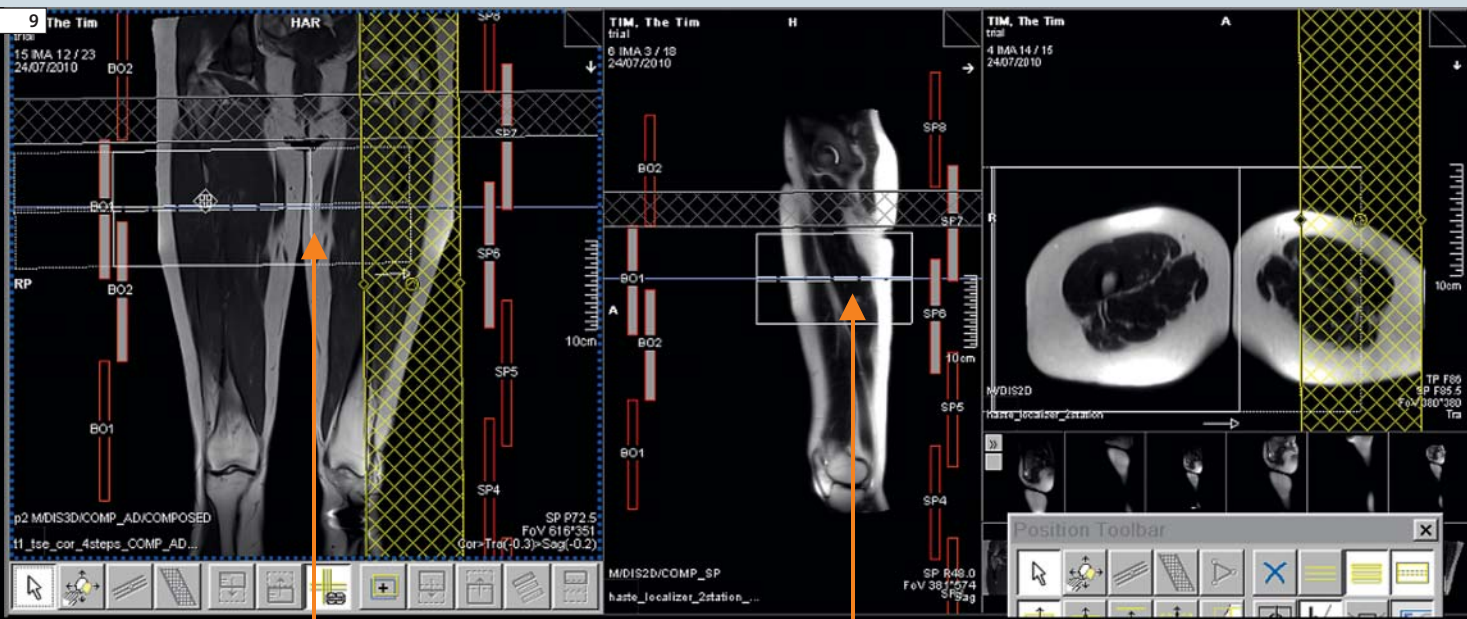 9
The Tim
trial
15 IMA 12 / 23
24/07/2010
HAR
SP8
BO2
SP7
BO1
SP6
RP
BO2
10cm
SP5
BO1
SP4
p2 M/DIS3D/COMP_AD/COMPOSED
t1_tse_cor_4steps_COMP_AD...
SP P72.5
FoV 616*351
Cor>Tra(-0.3)>Sag(-0.2)
TIM, The Tim
trial
6 IMA 3 / 18
24/07/2010
H
SP8
BO2
SP7
BO1
A
SP6
BO2
10cm
SP5
BO1
SP4
M/DIS2D/COMP_SP
haste_localizer_2station_...
SP R48.0
FoV 381*574
Sag
TIM, The Tim
trial
4 IMA 14 / 15
24/07/2010
A
R
10cm
M/DIS2D
haste_localizer_2station
TP F86
SP F85.5
FoV 380*380
Tra
Position Toolbar